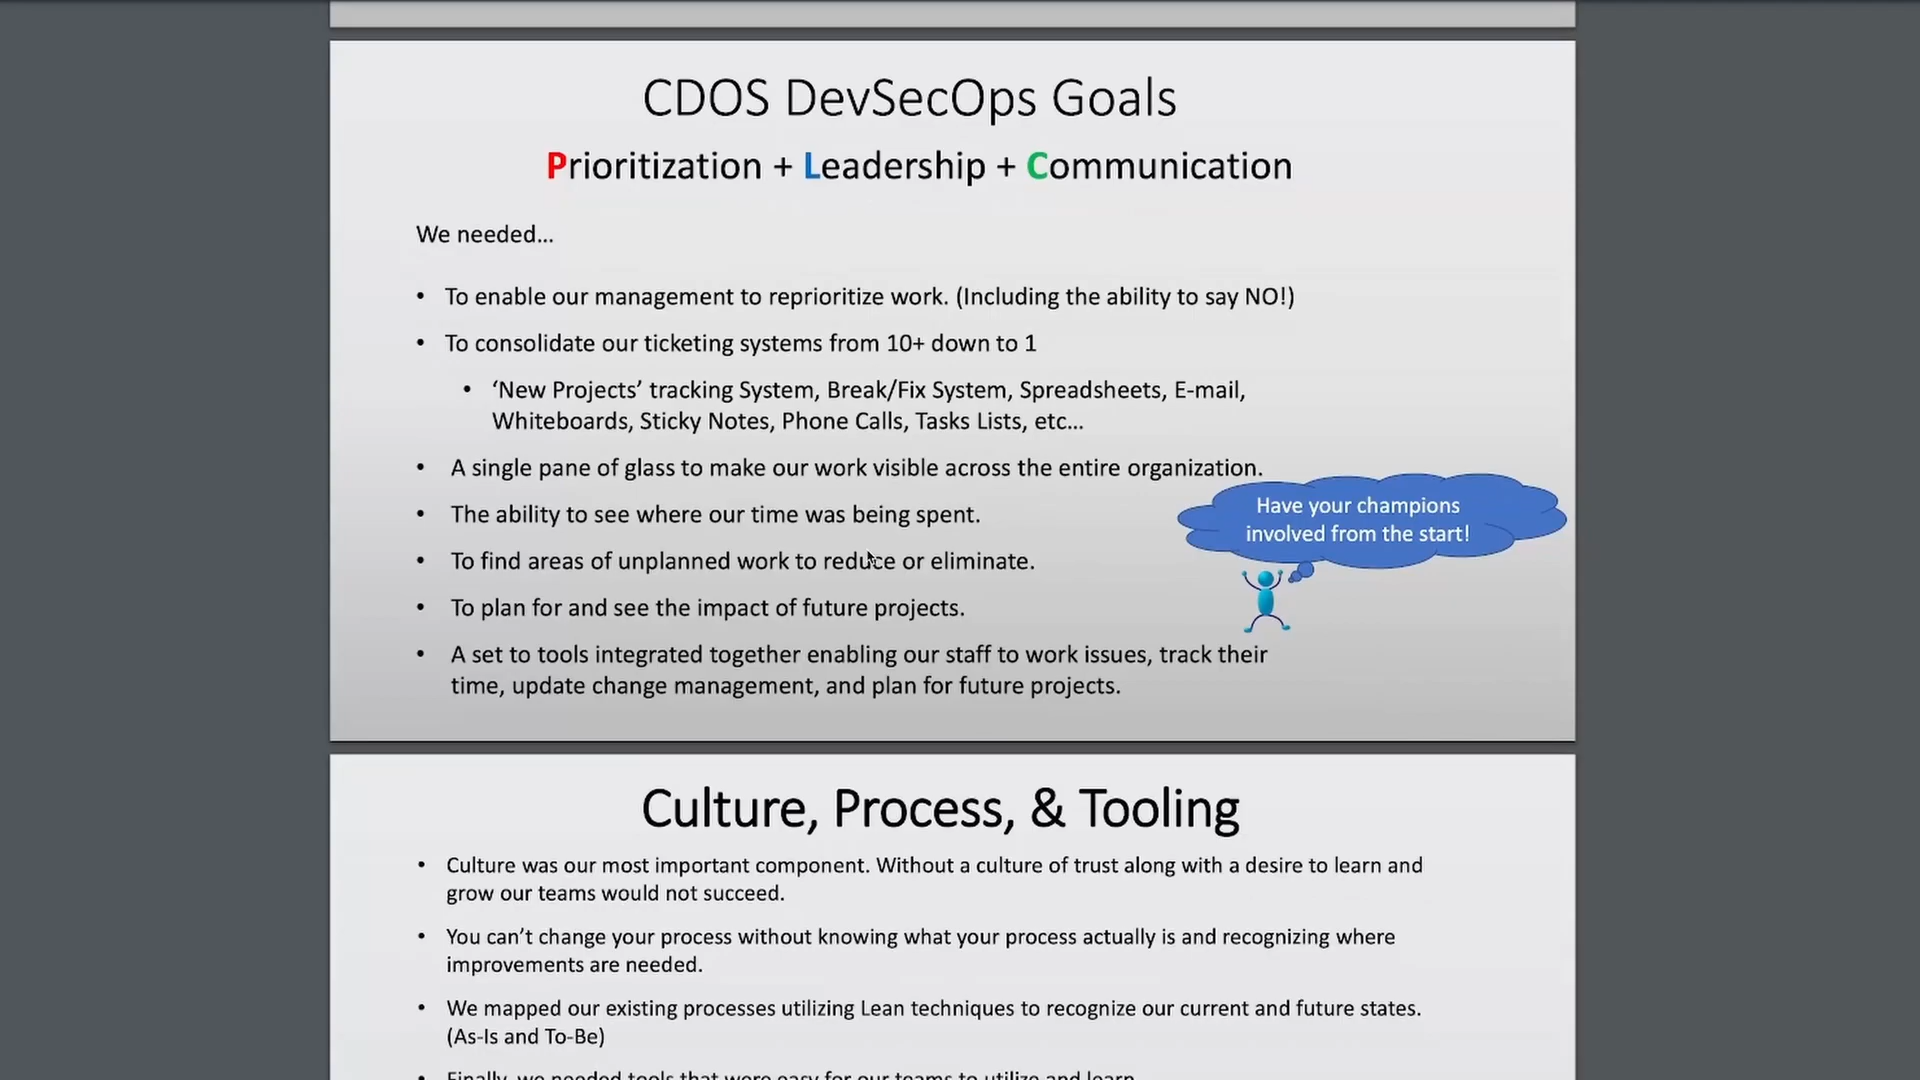 CDOS DevSecOps Goals
Prioritization + Leadership + Communication
We needed...
• To enable our management to reprioritize work. (Including the ability to say NO!)
• To consolidate our ticketing systems from 10+ down to 1
• ‘New Projects’ tracking System, Break/Fix System, Spreadsheets, E-mail,
Whiteboards, Sticky Notes, Phone Calls, Tasks Lists, etc...
• A single pane of glass to make our work visible across the entire organization.
• The ability to see where our time was being spent.
• To find areas of unplanned work to reduce or eliminate.
• To plan for and see the impact of future projects.
• A set to tools integrated together enabling our staff to work issues, track their
time, update change management, and plan for future projects.
Have your champions
involved from the start!
Culture, Process, & Tooling
• Culture was our most important component. Without a culture of trust along with a desire to learn and
grow our teams would not succeed.
• You can’t change your process without knowing what your process actually is and recognizing where
improvements are needed.
• We mapped our existing processes utilizing Lean techniques to recognize our current and future states.
(As-Is and To-Be)
• Finally, we needed tools that were easy for our teams to utilize and learn.